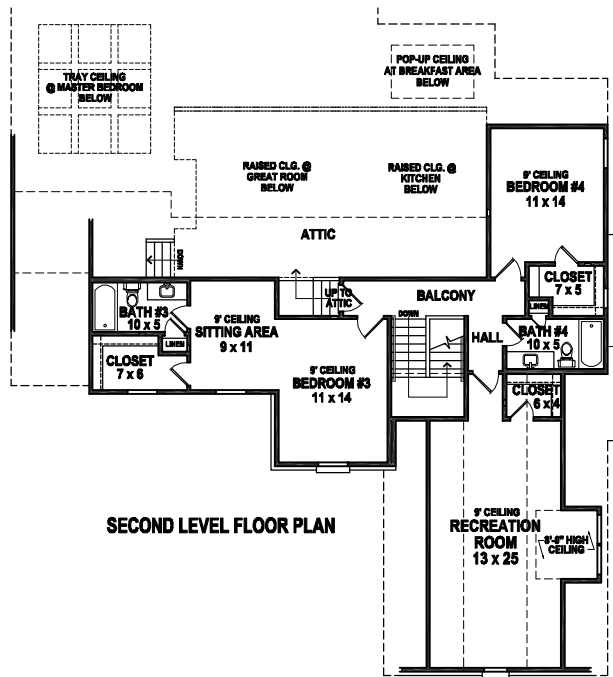 TRAY CEILING
@ MASTER BEDROOM
BELOW
POP-UP CEILING
AT BREAKFAST AREA
BELOW
RAISED CLG. @
GREAT ROOM
BELOW
RAISED CLG. @
KITCHEN
BELOW
9' CEILING
BEDROOM #4
11 x 14
ATTIC
DOWN
CLOSET
7 x 5
LINEN
UP TO
ATTIC
BALCONY
BATH #3
10 x 5
LINEN
9' CEILING
SITTING AREA
9 x 11
DOWN
HALL
BATH #4
10 x 5
CLOSET
7 x 6
9' CEILING
BEDROOM #3
11 x 14
CLOSET
6 x 4
SECOND LEVEL FLOOR PLAN
9' CEILING
RECREATION
ROOM
13 x 25
HIGH
CEILING